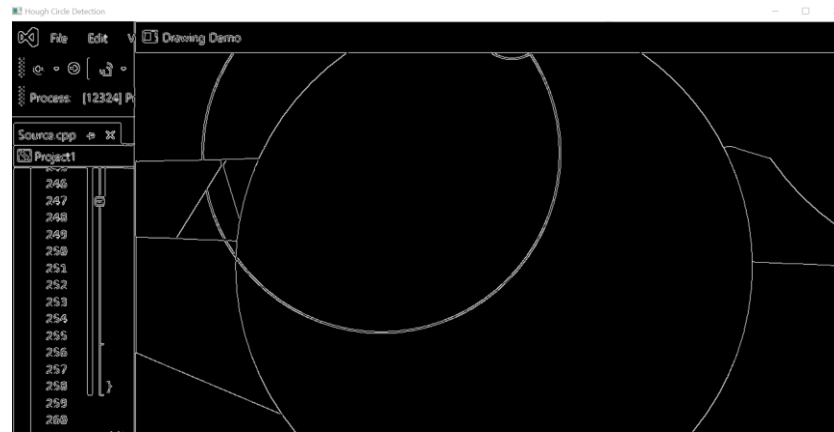 Hough Circle Detection
File Edit V
Drawing Demo
Process: [12324] P
Source.cpp
Project1
246
247
248
249
250
251
252
253
254
255
256
257
258 }
259
260